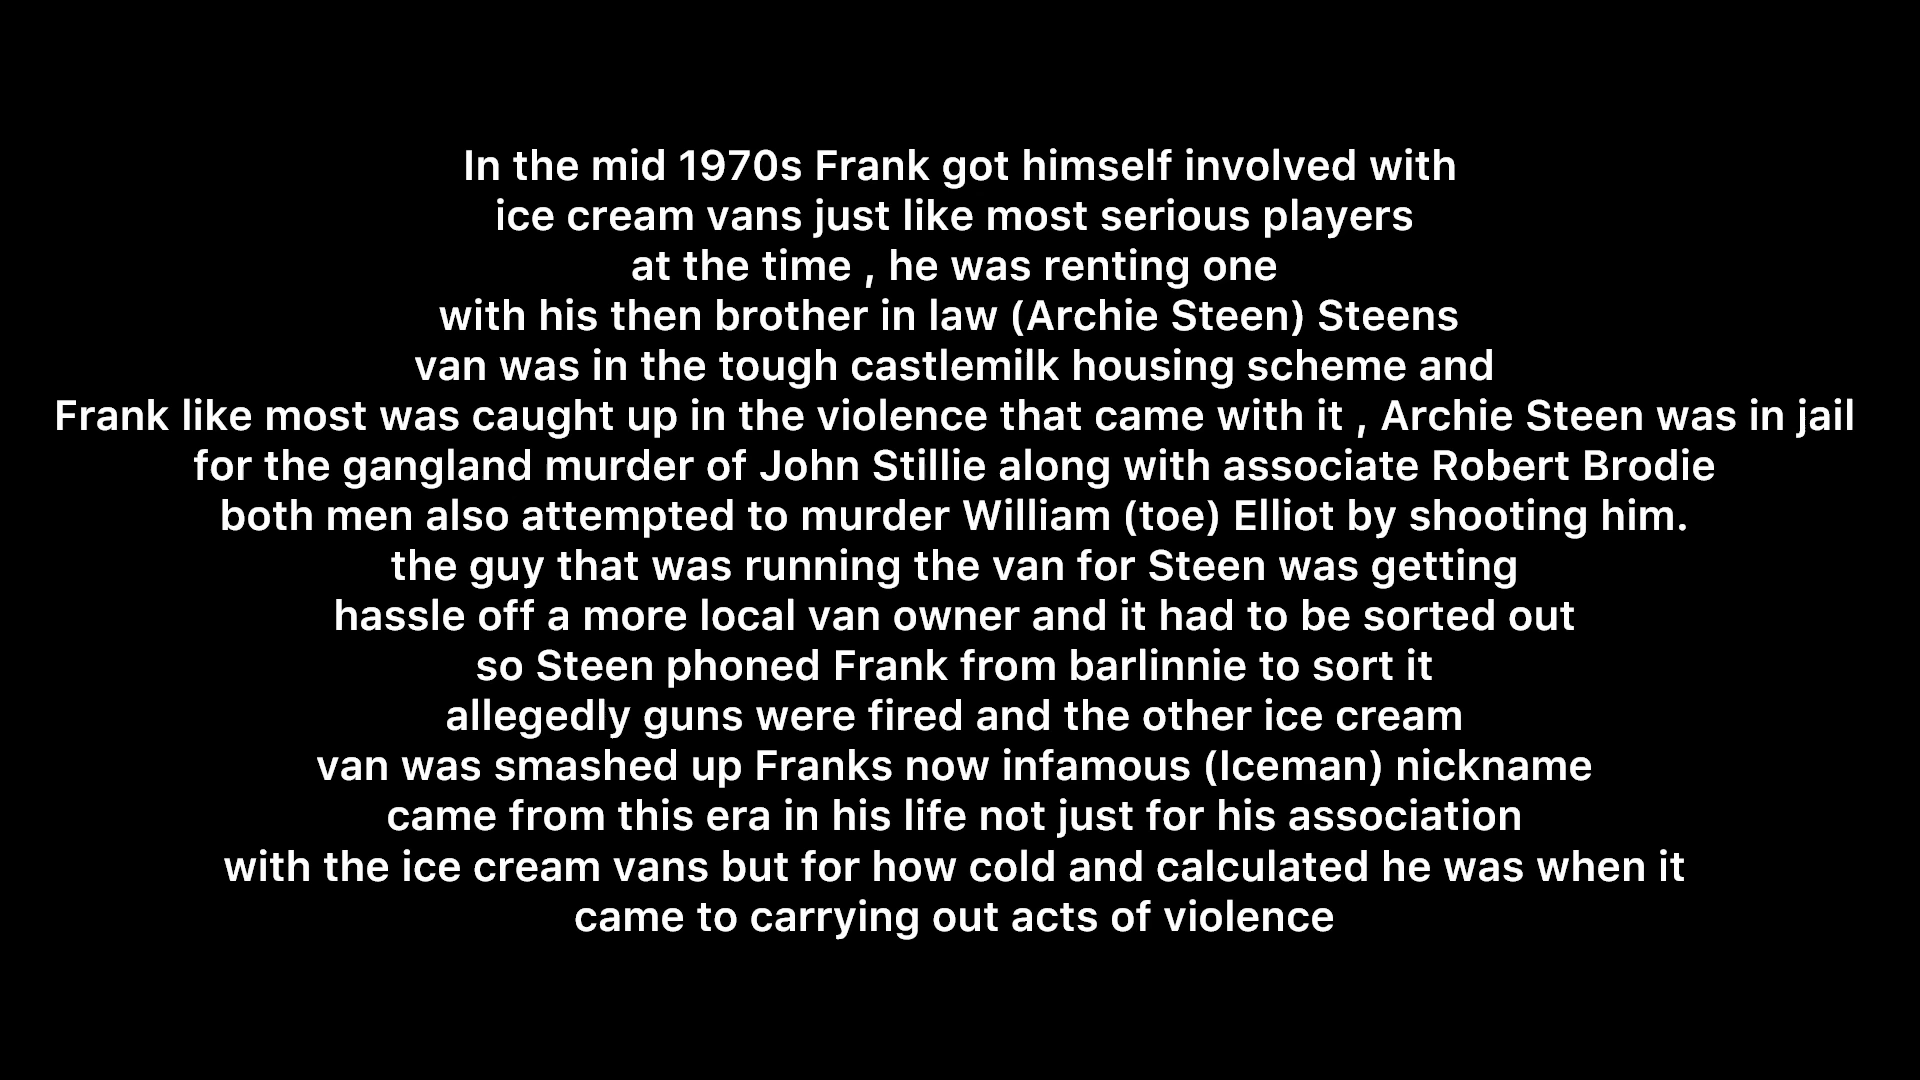 In the mid 1970s Frank got himself involved with
ice cream vans just like most serious players
at the time , he was renting one
with his then brother in law (Archie Steen) Steens
van was in the tough castlemilk housing scheme and
Frank like most was caught up in the violence that came with it , Archie Steen was in jail
for the gangland murder of John Stillie along with associate Robert Brodie
both men also attempted to murder William (toe) Elliot by shooting him.
the guy that was running the van for Steen was getting
hassle off a more local van owner and it had to be sorted out
so Steen phoned Frank from barlinnie to sort it
allegedly guns were fired and the other ice cream
van was smashed up Franks now infamous (Iceman) nickname
came from this era in his life not just for his association
with the ice cream vans but for how cold and calculated he was when it
came to carrying out acts of violence